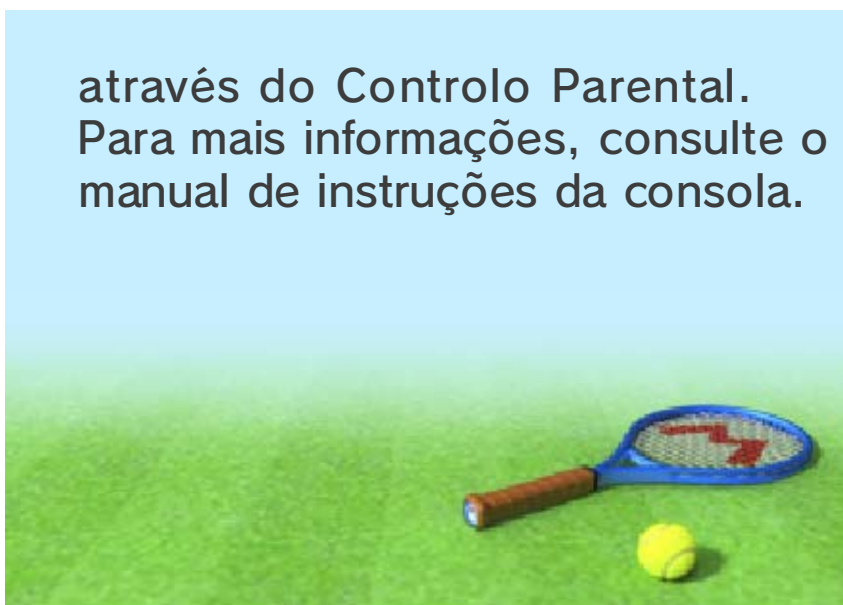 através do Controlo Parental.
Para mais informações, consulte o
manual de instruções da consola.